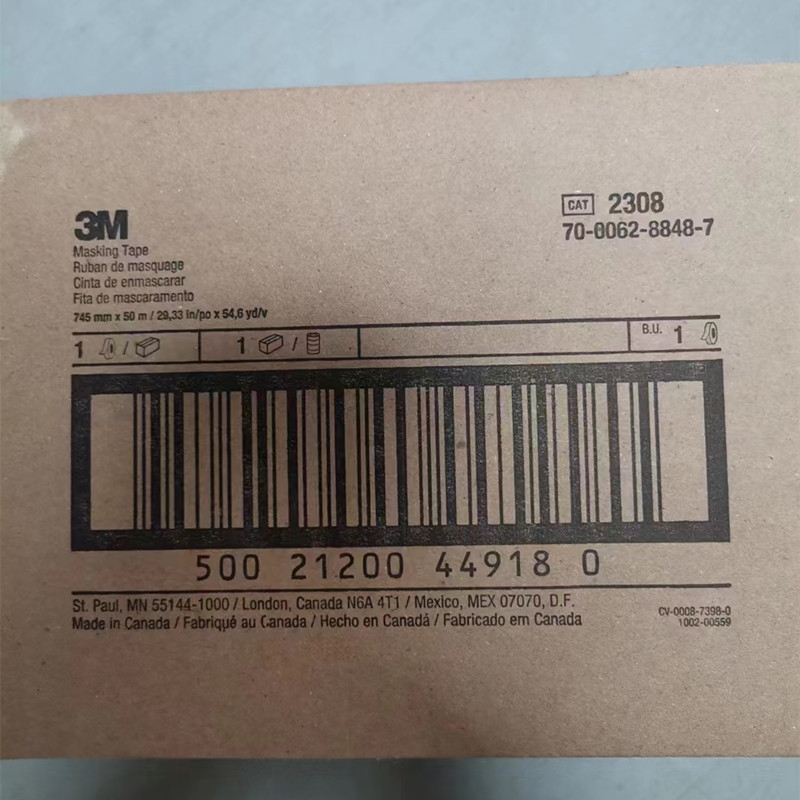 3M
Masking Tape
Ruban de masquage
Cinta de enmascarar
Fita de mascaramento
745 mm x 50 m / 29,33 in/po x 54,6 yd/v
CAT 2308
70-0062-8848-7
1 / 1 / B.U. 1
500 21200 44918 0
St. Paul, MN 55144-1000 / London, Canada N6A 4T1 / Mexico, MEX 07070, D.F.
Made in Canada / Fabriqué au Canada / Hecho en Canadá / Fabricado em Canada
CV-0008-7398-0
1002-00559